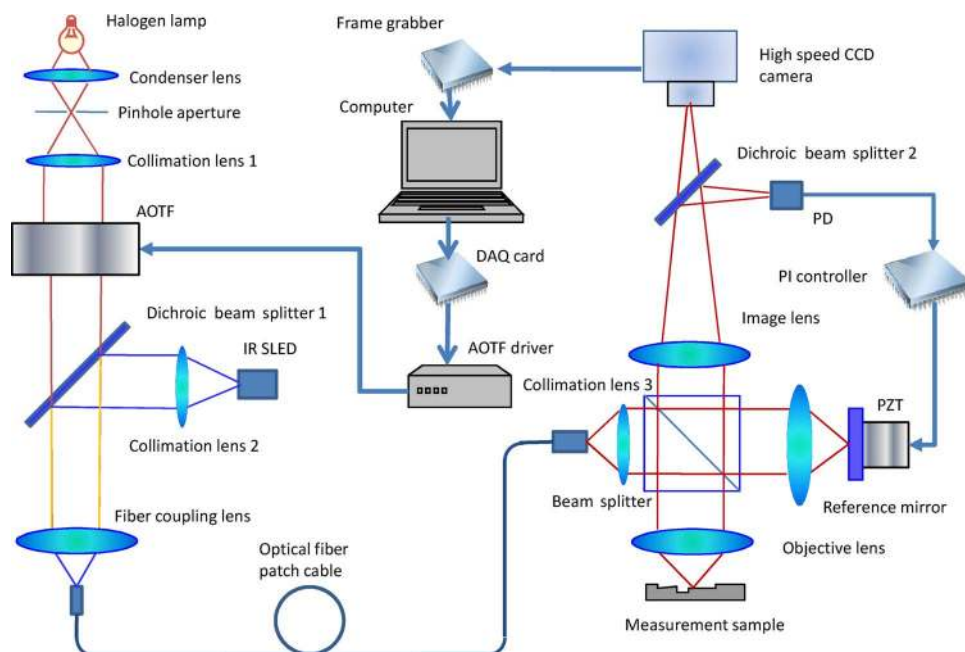 Halogen lamp
Condenser lens
Pinhole aperture
Collimation lens 1
AOTF
Dichroic beam splitter 1
IR SLED
Collimation lens 2
Fiber coupling lens
Optical fiber
patch cable
Frame grabber
Computer
DAQ card
AOTF driver
High speed CCD
camera
Dichroic beam splitter 2
PD
PI controller
Image lens
Collimation lens 3
PZT
Beam splitter
Reference mirror
Objective lens
Measurement sample